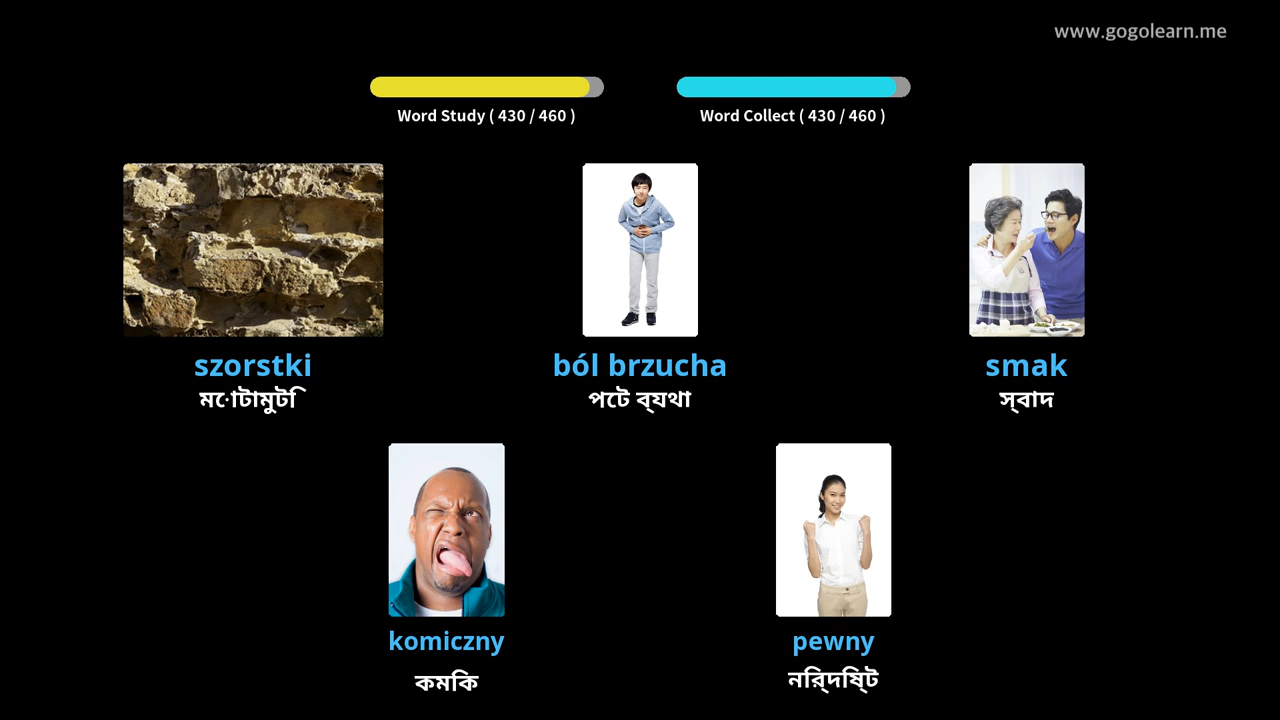 www.gogolearn.me
Word Study ( 430 / 460 )
Word Collect ( 430 / 460 )
szorstki
মোটামুটি
ból brzucha
পেটে ব্যথা
smak
স্বাদ
komiczny
কমিক
pewny
নির্দিষ্ট